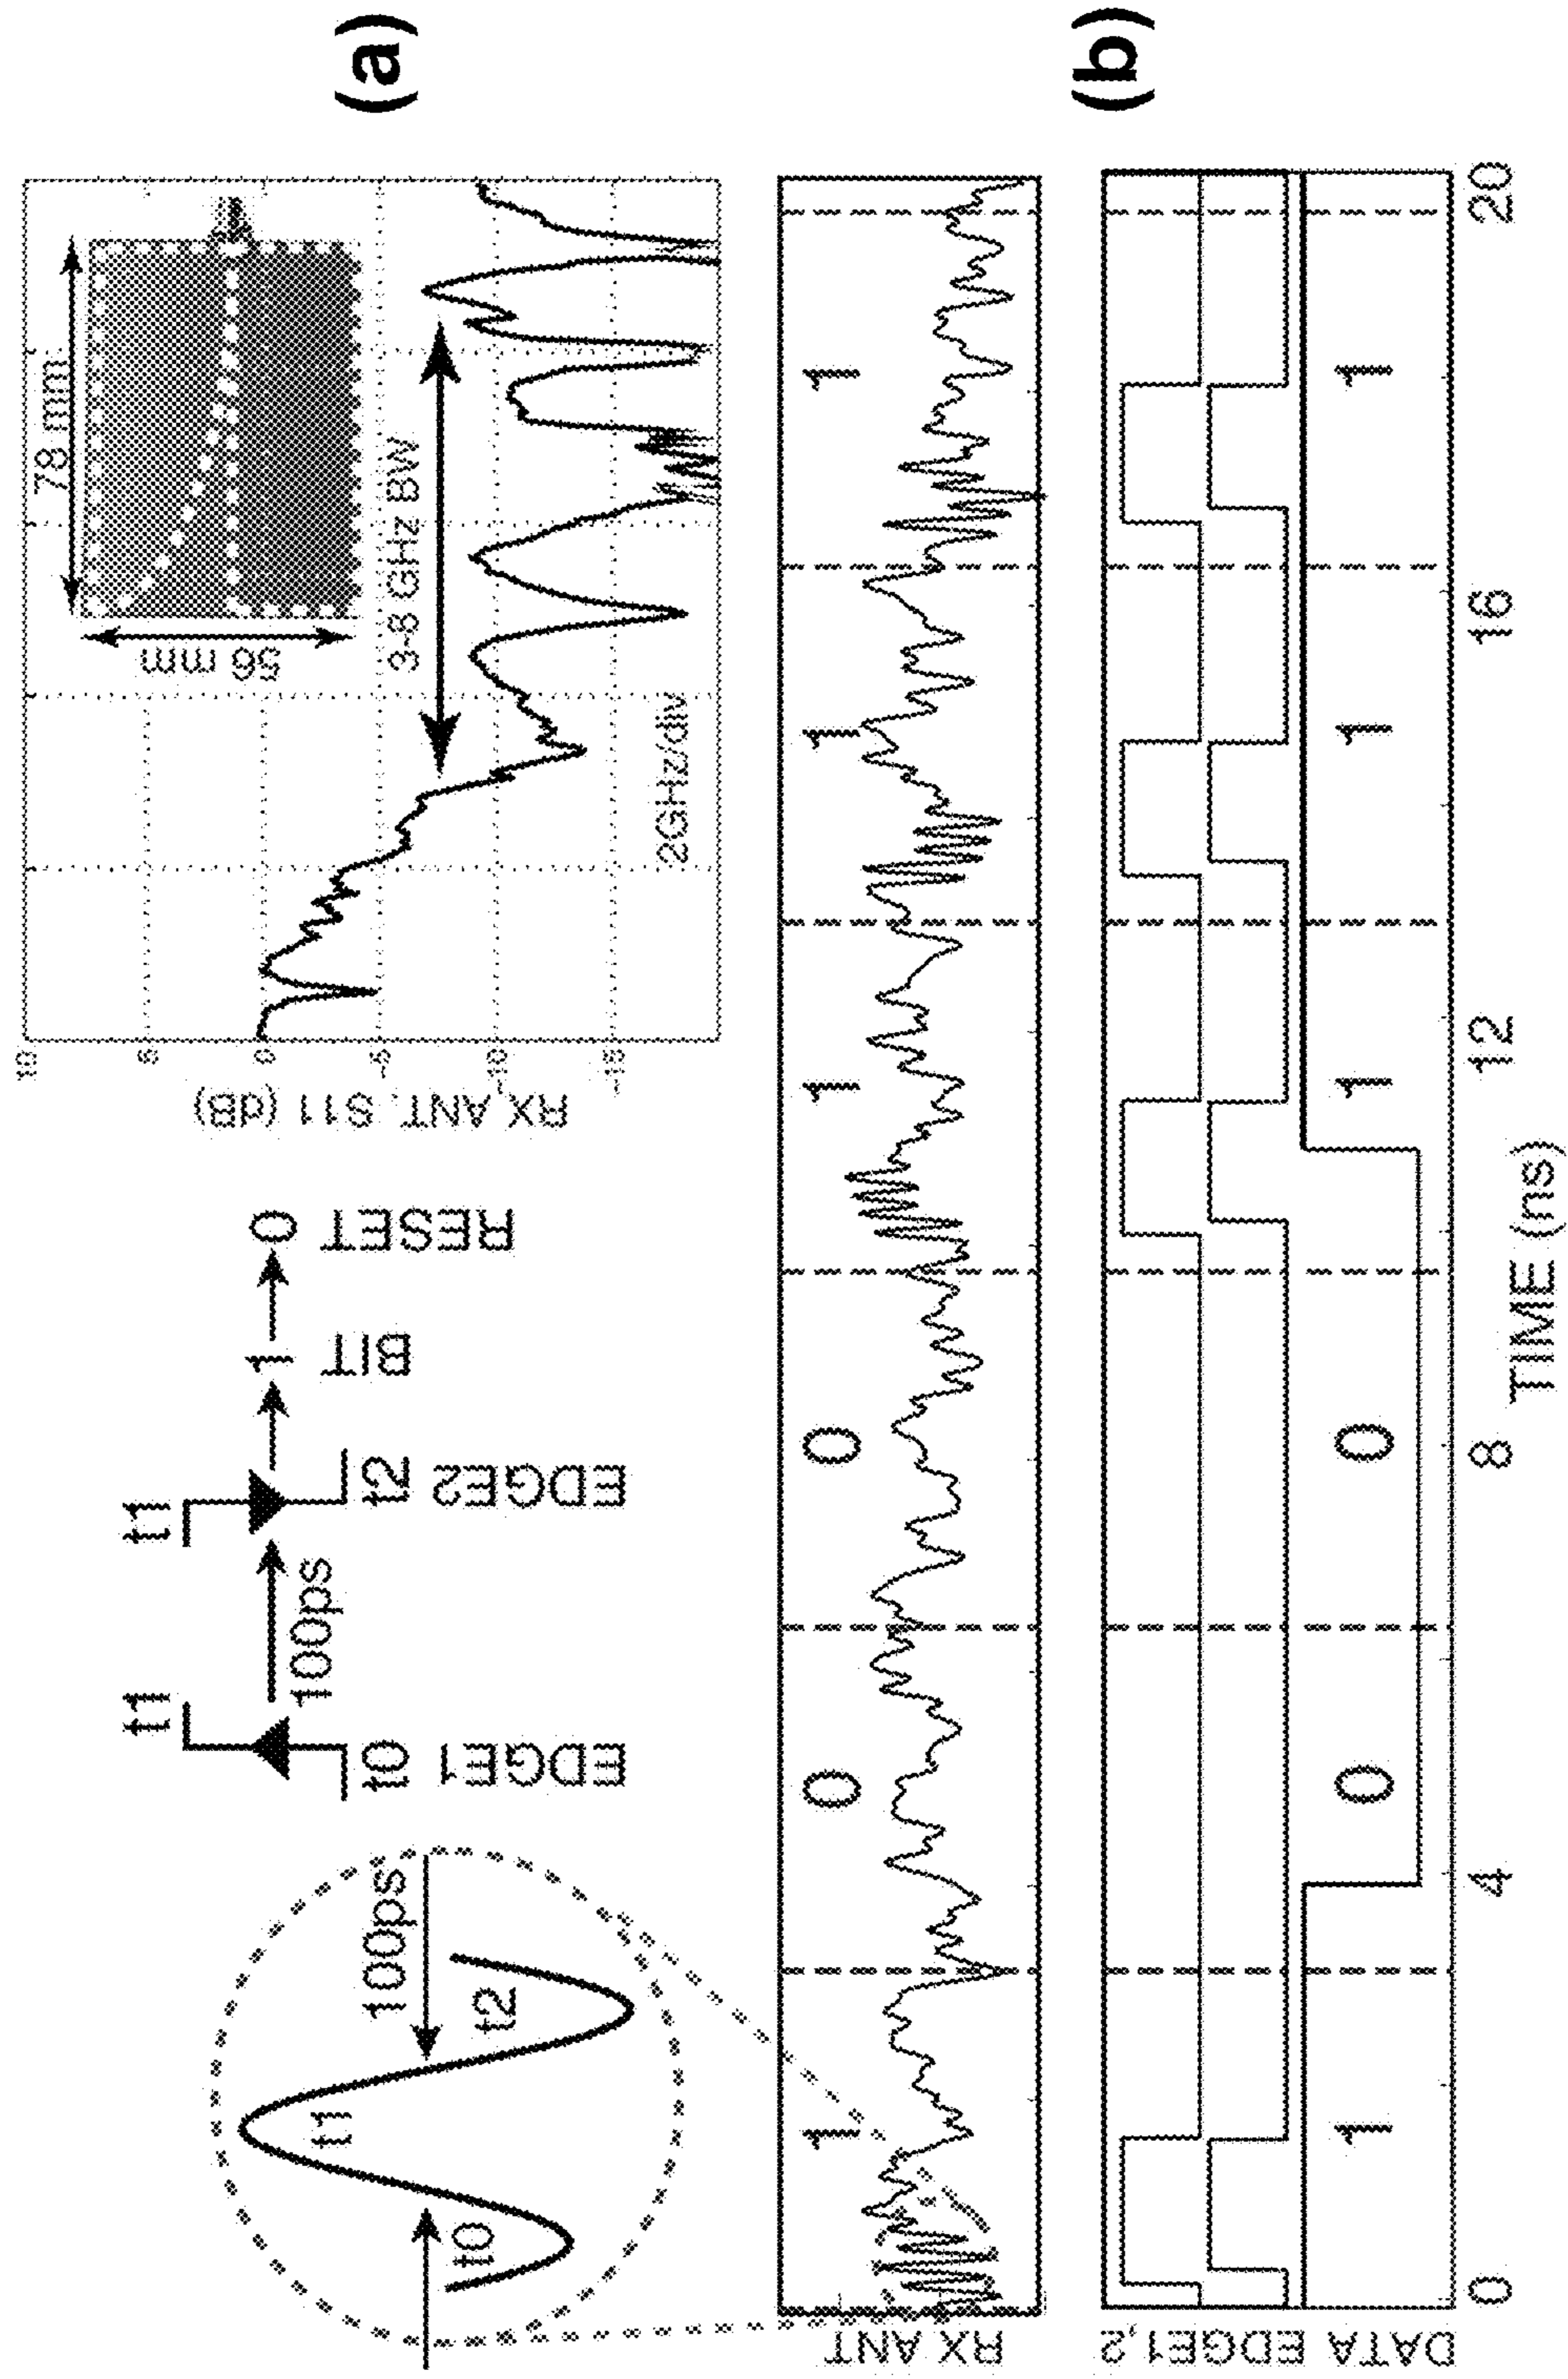 (a)
100ps
t0
t1
t2
t1
t0
EDGE1
100ps
t1
t2
EDGE2
1
BIT
0
RESET
RX ANT. S11 (dB)
10
5
0
-5
-10
-15
78 mm
56 mm
3-8 GHz BW
2GHz/div
(b)
RX ANT
1 0 0 1 1 1
EDGE1,2
DATA
1 0 0 1 1 1
0 4 8 12 16 20
TIME (ns)